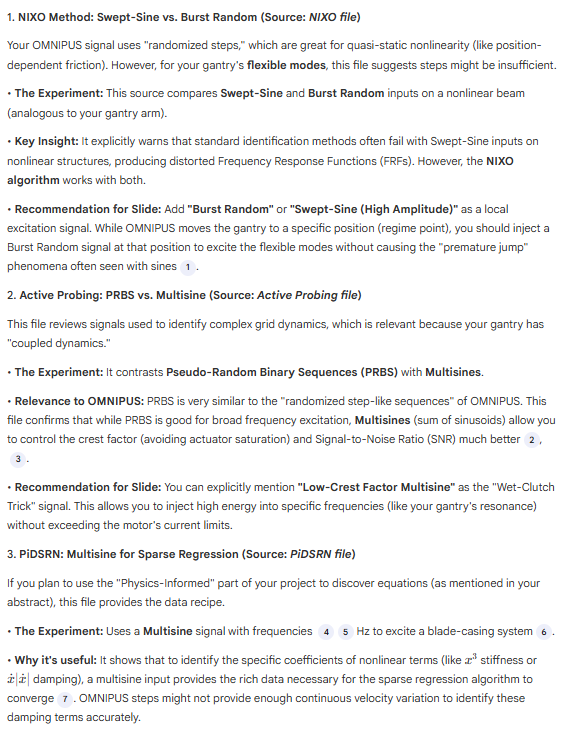 1. NIXO Method: Swept-Sine vs. Burst Random (Source: NIXO file)
Your OMNIPUS signal uses "randomized steps," which are great for quasi-static nonlinearity (like position-
dependent friction). However, for your gantry's flexible modes, this file suggests steps might be insufficient.
• The Experiment: This source compares Swept-Sine and Burst Random inputs on a nonlinear beam
(analogous to your gantry arm).
• Key Insight: It explicitly warns that standard identification methods often fail with Swept-Sine inputs on
nonlinear structures, producing distorted Frequency Response Functions (FRFs). However, the NIXO
algorithm works with both.
• Recommendation for Slide: Add "Burst Random" or "Swept-Sine (High Amplitude)" as a local
excitation signal. While OMNIPUS moves the gantry to a specific position (regime point), you should inject a
Burst Random signal at that position to excite the flexible modes without causing the "premature jump"
phenomena often seen with sines 1 .
2. Active Probing: PRBS vs. Multisine (Source: Active Probing file)
This file reviews signals used to identify complex grid dynamics, which is relevant because your gantry has
"coupled dynamics."
• The Experiment: It contrasts Pseudo-Random Binary Sequences (PRBS) with Multisines.
• Relevance to OMNIPUS: PRBS is very similar to the "randomized step-like sequences" of OMNIPUS. This
file confirms that while PRBS is good for broad frequency excitation, Multisines (sum of sinusoids) allow you
to control the crest factor (avoiding actuator saturation) and Signal-to-Noise Ratio (SNR) much better 2 ,
3 .
• Recommendation for Slide: You can explicitly mention "Low-Crest Factor Multisine" as the "Wet-Clutch
Trick" signal. This allows you to inject high energy into specific frequencies (like your gantry's resonance)
without exceeding the motor's current limits.
3. PiDSRN: Multisine for Sparse Regression (Source: PiDSRN file)
If you plan to use the "Physics-Informed" part of your project to discover equations (as mentioned in your
abstract), this file provides the data recipe.
• The Experiment: Uses a Multisine signal with frequencies 4 5 Hz to excite a blade-casing system 6 .
• Why it's useful: It shows that to identify the specific coefficients of nonlinear terms (like x³ stiffness or
ẋ|ẋ| damping), a multisine input provides the rich data necessary for the sparse regression algorithm to
converge 7 . OMNIPUS steps might not provide enough continuous velocity variation to identify these
damping terms accurately.